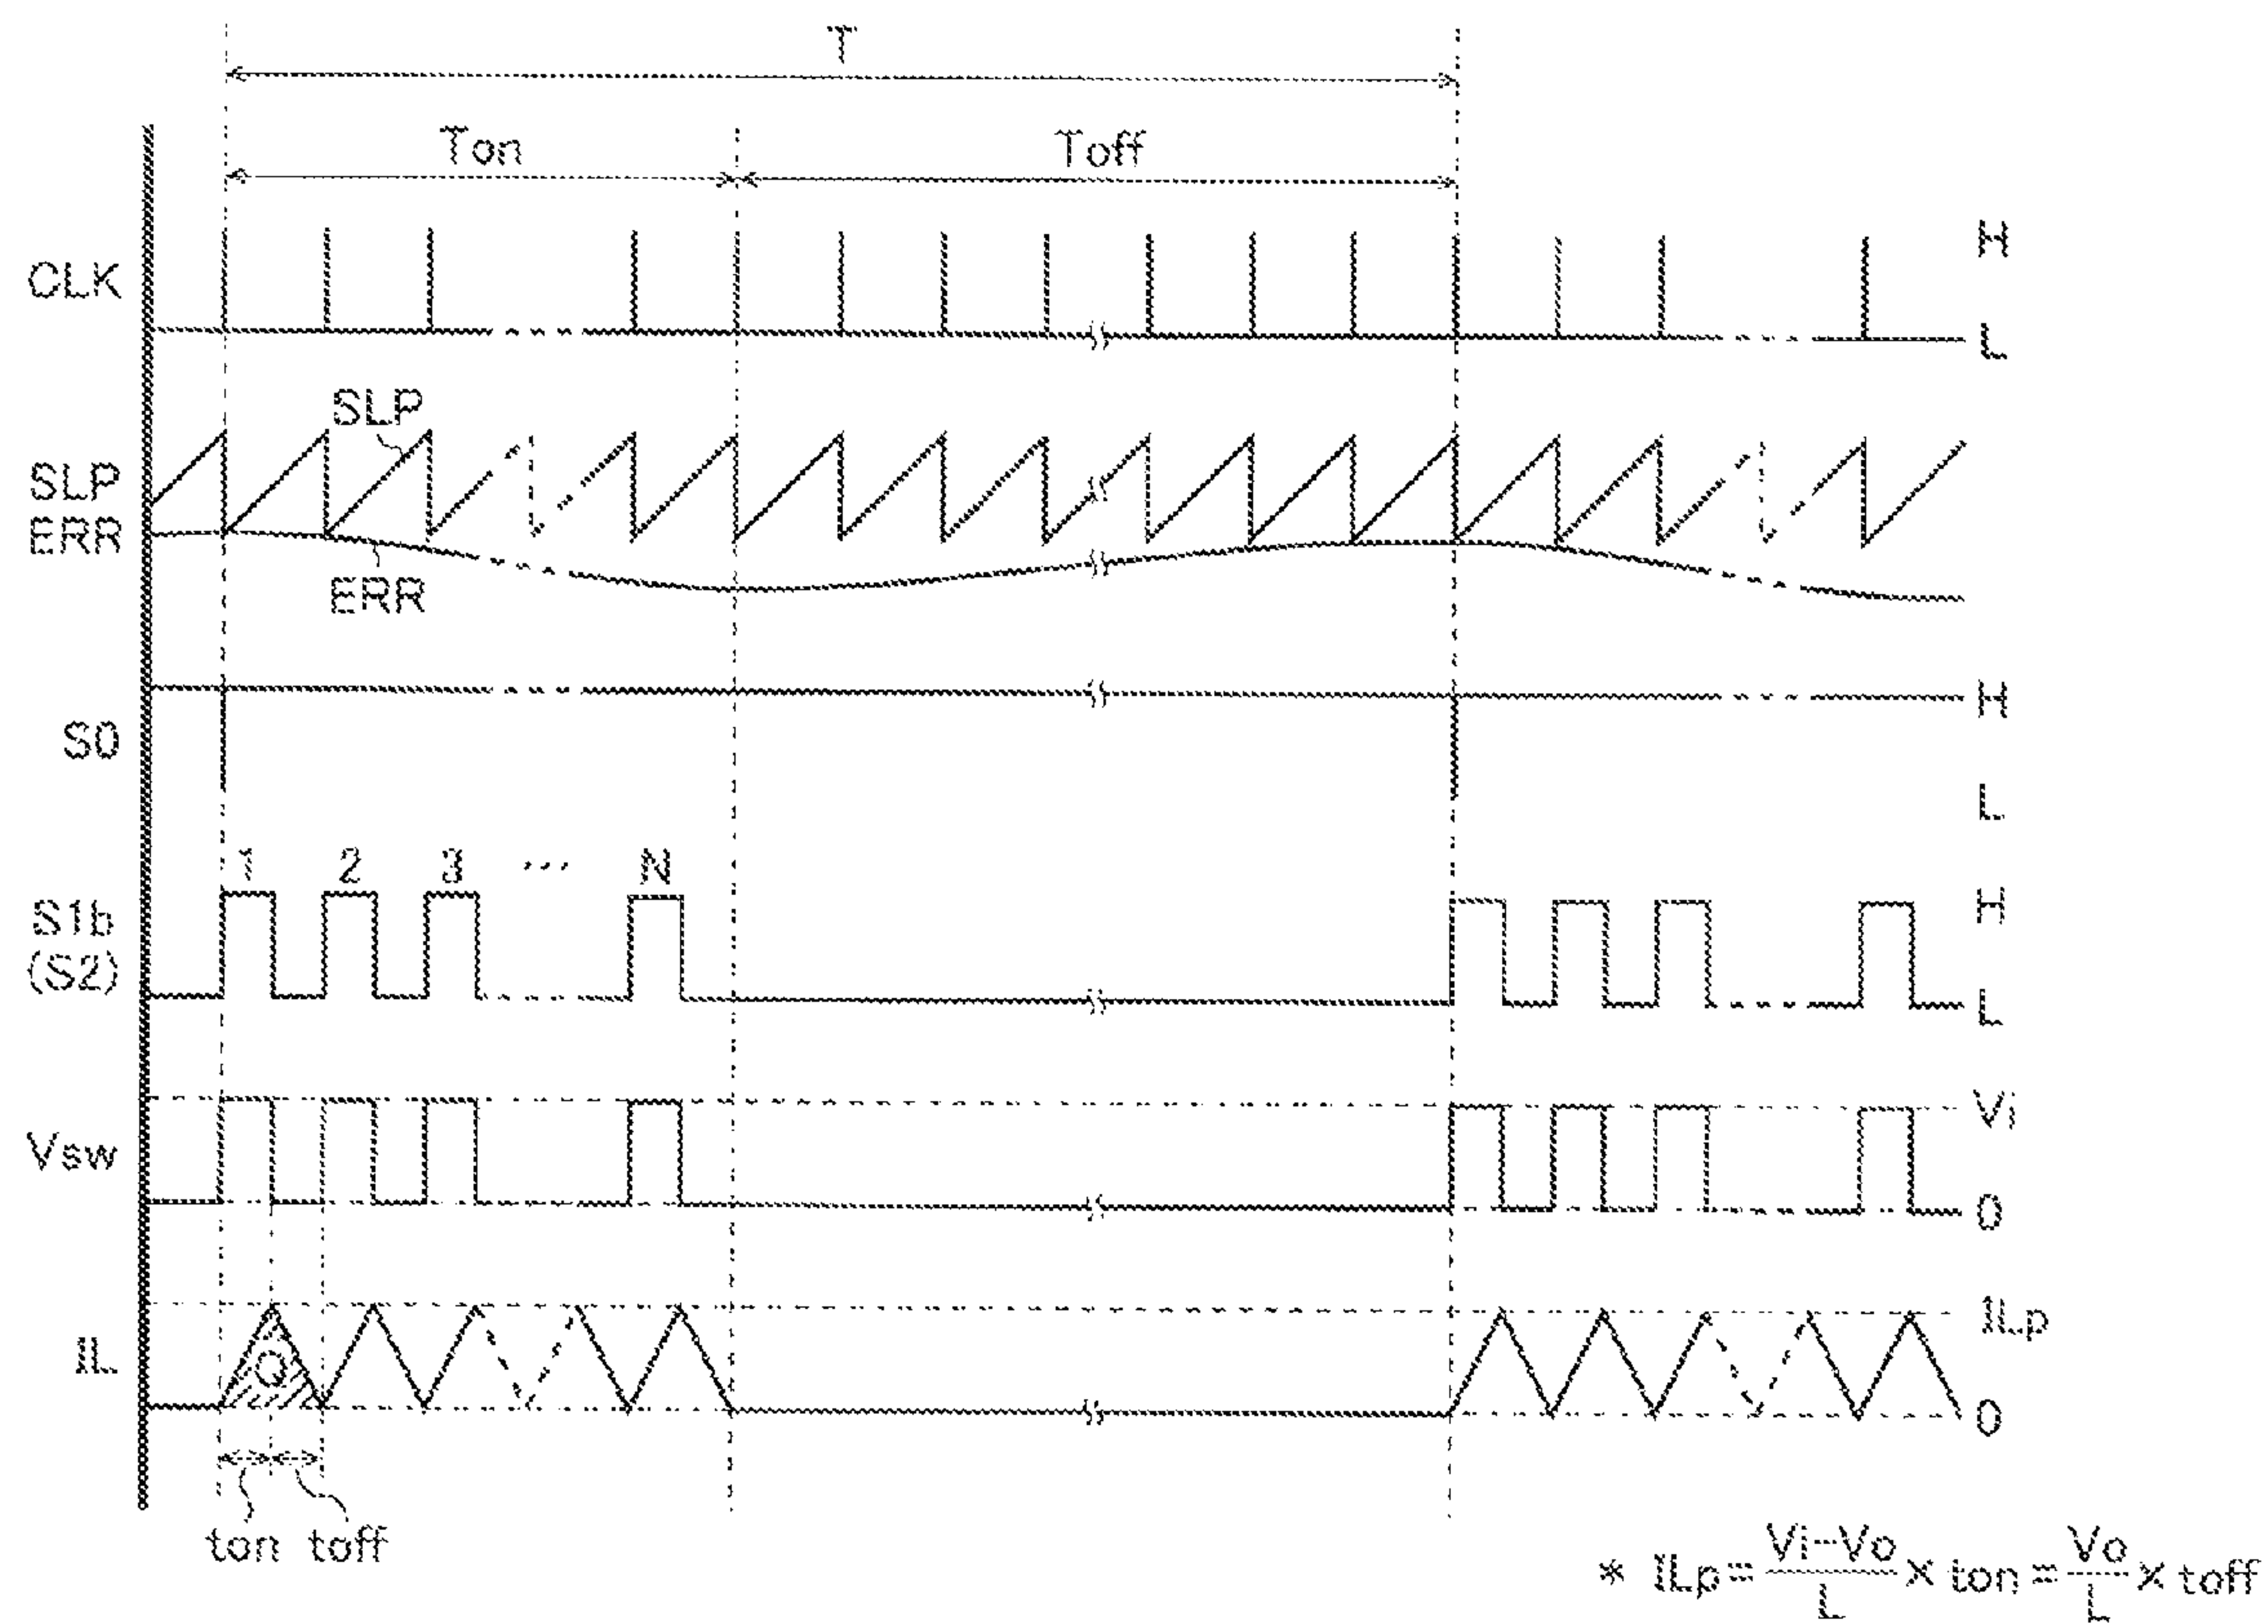 T
Ton Toff
CLK H
L
SLP
SLP
ERR
ERR
S0 H
L
1 2 3 ... N
S1b H
(S2) L
Vsw Vi
0
IL Q ILp
0
ton toff
* ILp = Vi-Vo/L × ton = Vo/L × toff